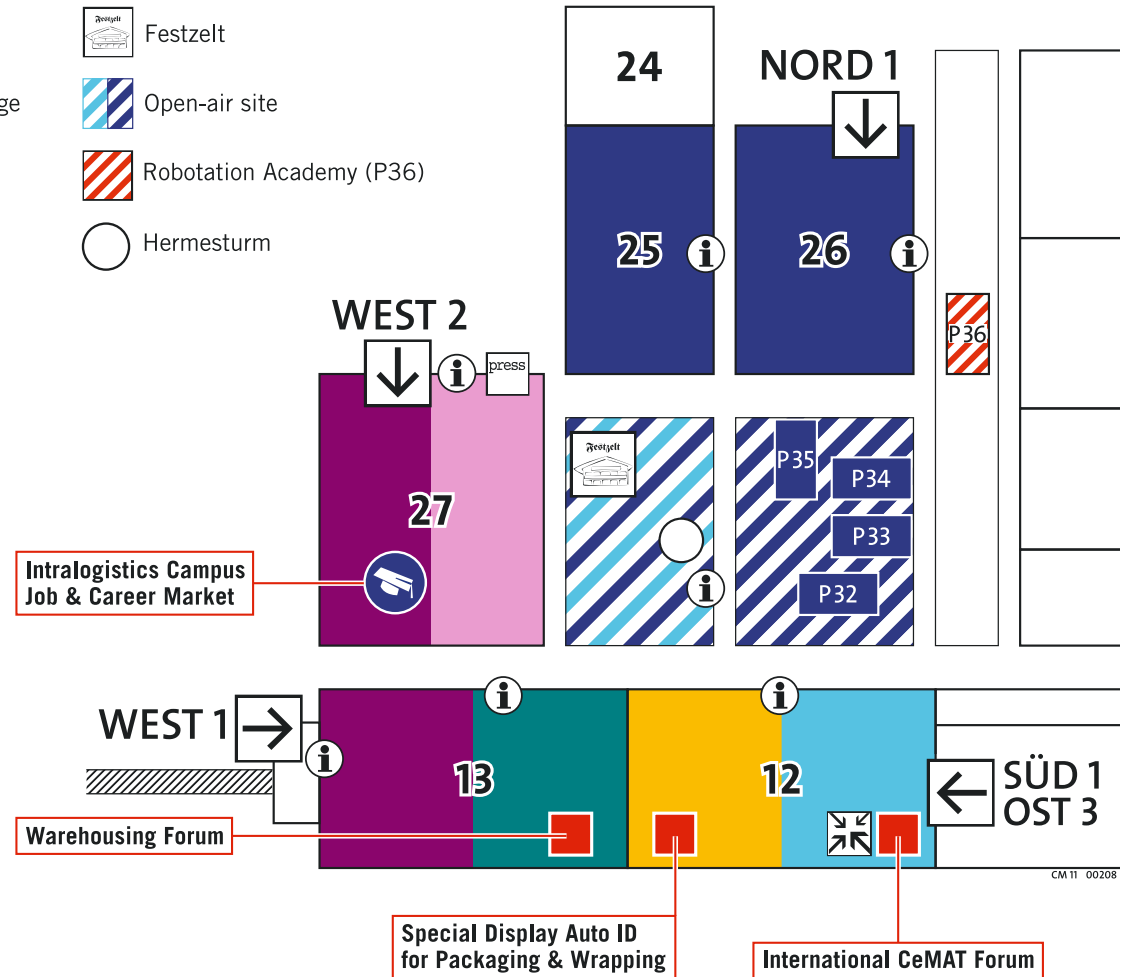 Festzelt
Festzelt
ge
Open-air site
Robotation Academy (P36)
Hermesturm
24
NORD 1
25
i
26
i
P36
WEST 2
i
press
27
Festzelt
P35
P34
P33
P32
i
Intralogistics Campus
Job & Career Market
WEST 1
i
i
i
13
12
SÜD 1
OST 3
Warehousing Forum
CM 11 00208
Special Display Auto ID
for Packaging & Wrapping
International CeMAT Forum